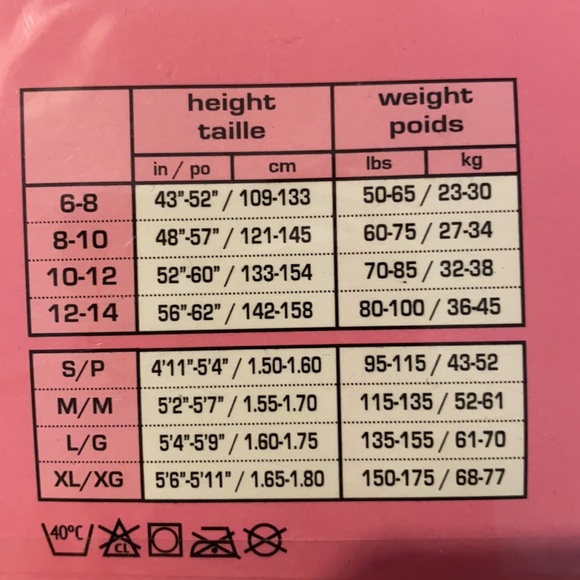 height weight
taille poids
in / po cm lbs kg
6-8 43"-52" / 109-133 50-65 / 23-30
8-10 48"-57" / 121-145 60-75 / 27-34
10-12 52"-60" / 133-154 70-85 / 32-38
12-14 56"-62" / 142-158 80-100 / 36-45
S/P 4'11"-5'4" / 1.50-1.60 95-115 / 43-52
M/M 5'2"-5'7" / 1.55-1.70 115-135 / 52-61
L/G 5'4"-5'9" / 1.60-1.75 135-155 / 61-70
XL/XG 5'6"-5'11" / 1.65-1.80 150-175 / 68-77
40°C CL